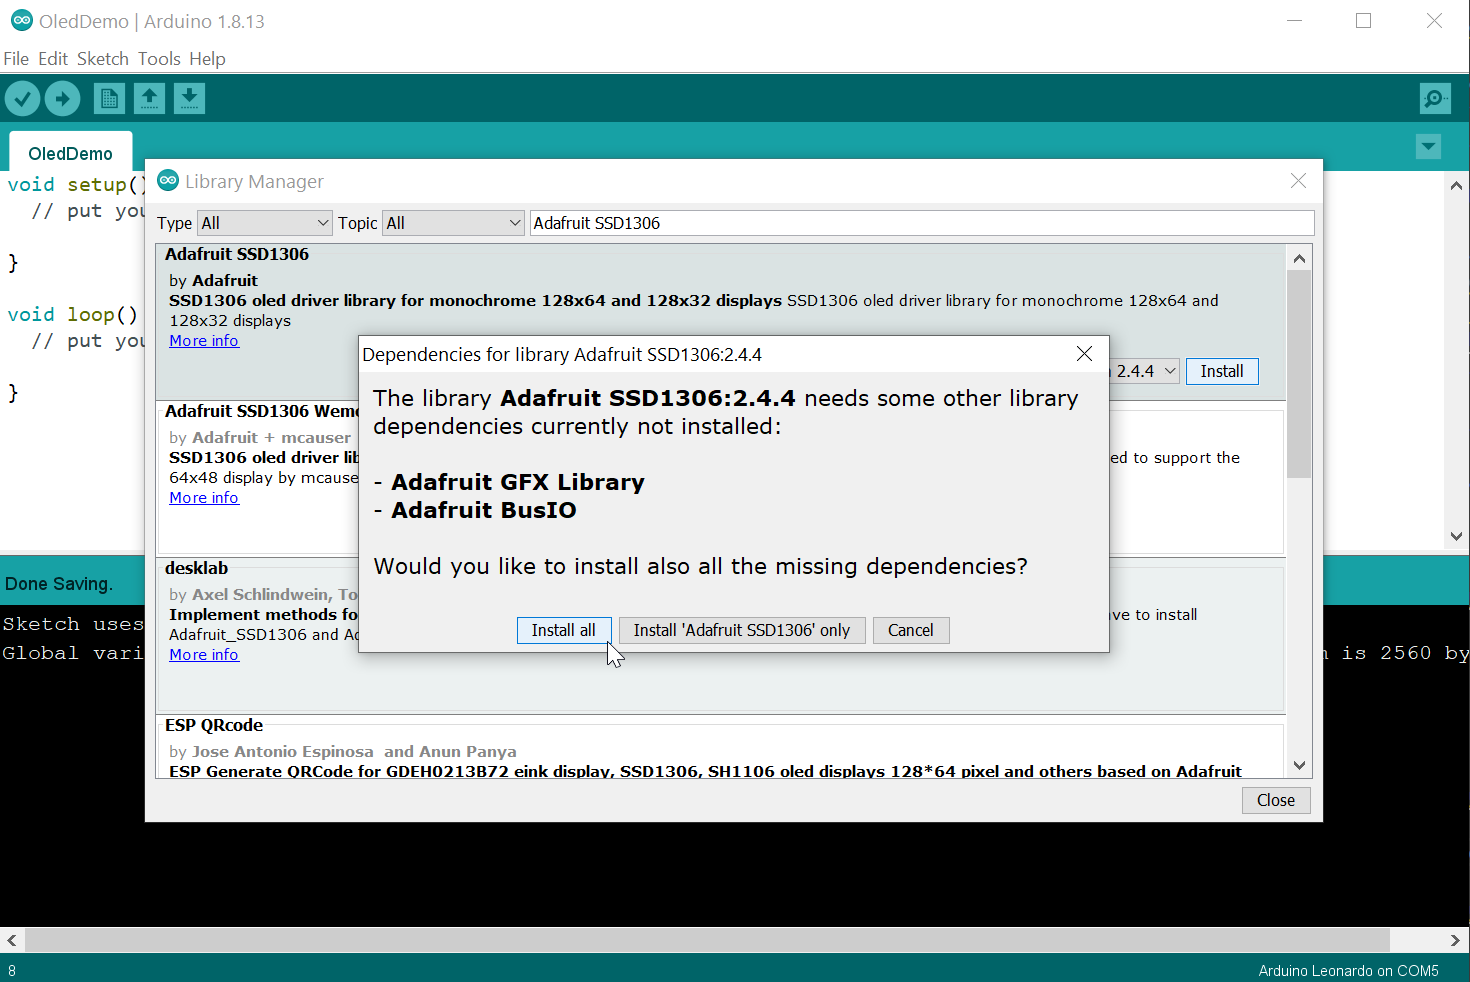 OledDemo | Arduino 1.8.13
File Edit Sketch Tools Help
OledDemo
void setup()
// put you
}
void loop()
// put you
}
Library Manager
Type All Topic All Adafruit SSD1306
Adafruit SSD1306
by Adafruit
SSD1306 oled driver library for monochrome 128x64 and 128x32 displays SSD1306 oled driver library for monochrome 128x64 and
128x32 displays
More info
2.4.4 Install
Adafruit SSD1306 Wemo
by Adafruit + mcauser
SSD1306 oled driver lib
ed to support the
64x48 display by mcause
More info
desklab
by Axel Schlindwein, To
Implement methods fo
ve to install
Adafruit_SSD1306 and Ad
More info
ESP QRcode
by Jose Antonio Espinosa and Anun Panya
ESP Generate QRCode for GDEH0213B72 eink display, SSD1306, SH1106 oled displays 128*64 pixel and others based on Adafruit
Close
Dependencies for library Adafruit SSD1306:2.4.4
The library Adafruit SSD1306:2.4.4 needs some other library
dependencies currently not installed:
- Adafruit GFX Library
- Adafruit BusIO
Would you like to install also all the missing dependencies?
Install all Install 'Adafruit SSD1306' only Cancel
Done Saving.
Sketch uses
Global vari
is 2560 by
8
Arduino Leonardo on COM5